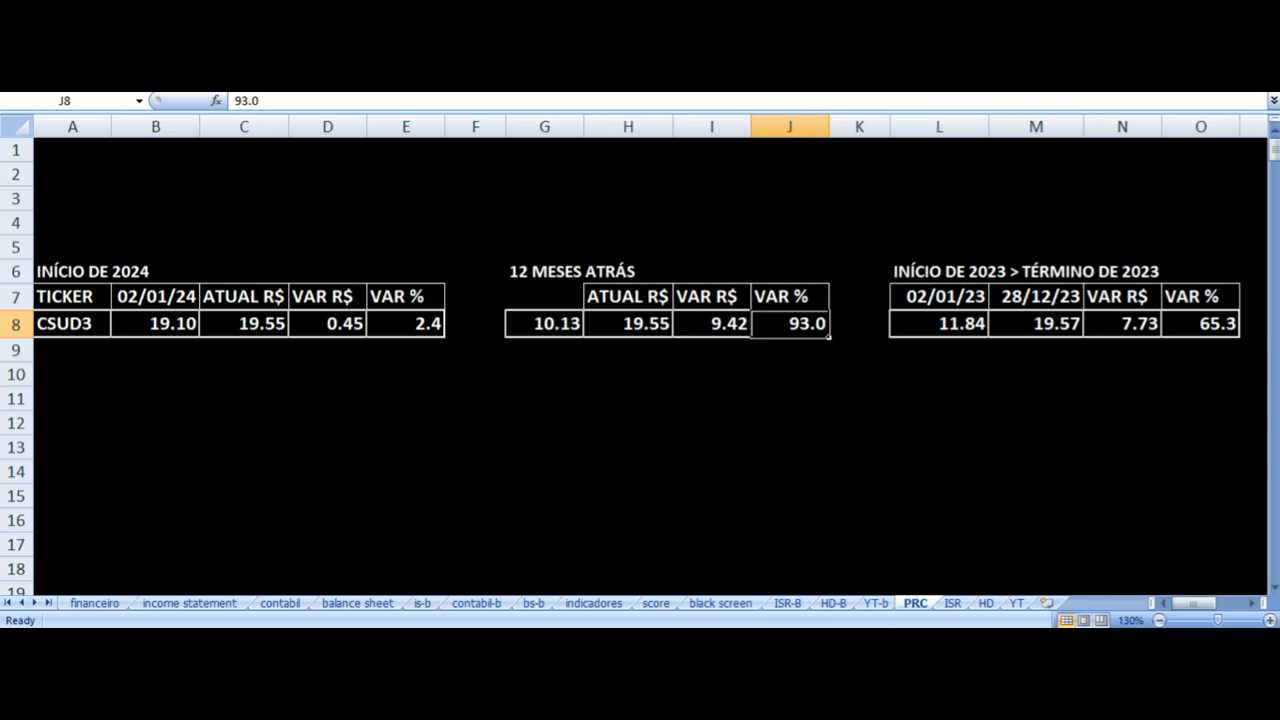 J8 fx 93.0
A B C D E F G H I J K L M N O
1
2
3
4
5
6 INÍCIO DE 2024 12 MESES ATRÁS INÍCIO DE 2023 > TÉRMINO DE 2023
7 TICKER 02/01/24 ATUAL R$ VAR R$ VAR % ATUAL R$ VAR R$ VAR % 02/01/23 28/12/23 VAR R$ VAR %
8 CSUD3 19.10 19.55 0.45 2.4 10.13 19.55 9.42 93.0 11.84 19.57 7.73 65.3
9
10
11
12
13
14
15
16
17
18
19
financeiro income statement contabil balance sheet is-b contabil-b bs-b indicadores score black screen ISR-B HD-B YT-b PRC ISR HD YT
Ready 130%